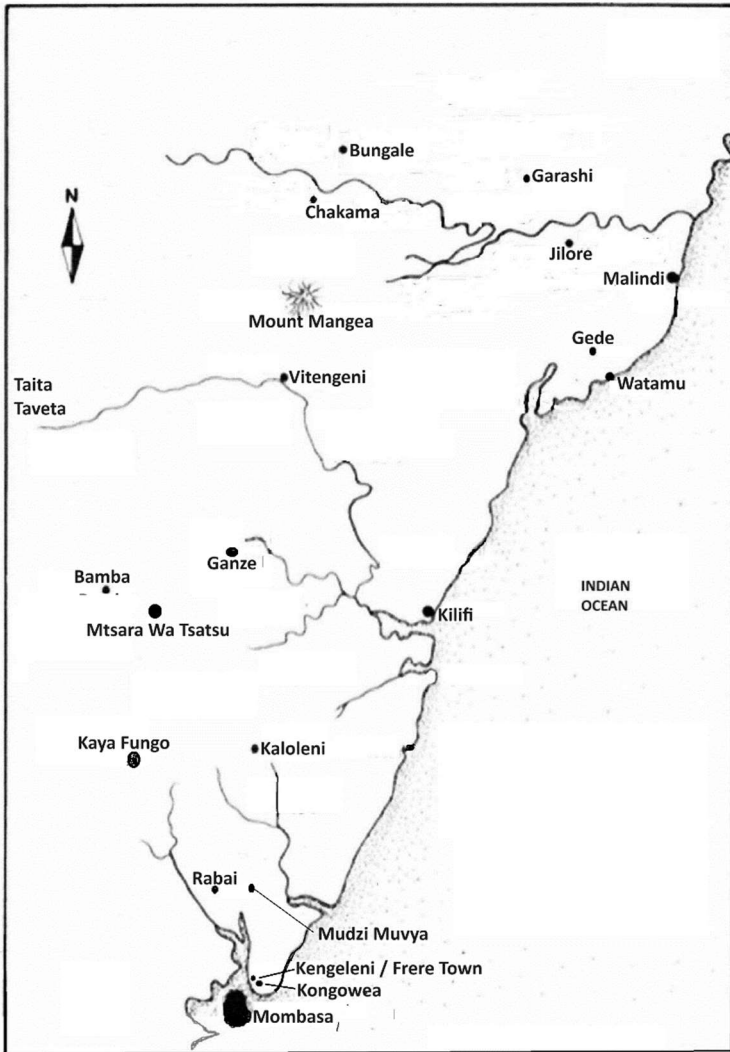 Bungale
Garashi
N
Chakama
Jilore
Malindi
Mount Mangea
Gede
Vitengeni
Taita
Taveta
Watamu
Ganze
Bamba
INDIAN
OCEAN
Kilifi
Mtsara Wa Tsatsu
Kaya Fungo
Kaloleni
Rabai
Mudzi Muvya
Kengeleni / Frere Town
Kongowea
Mombasa